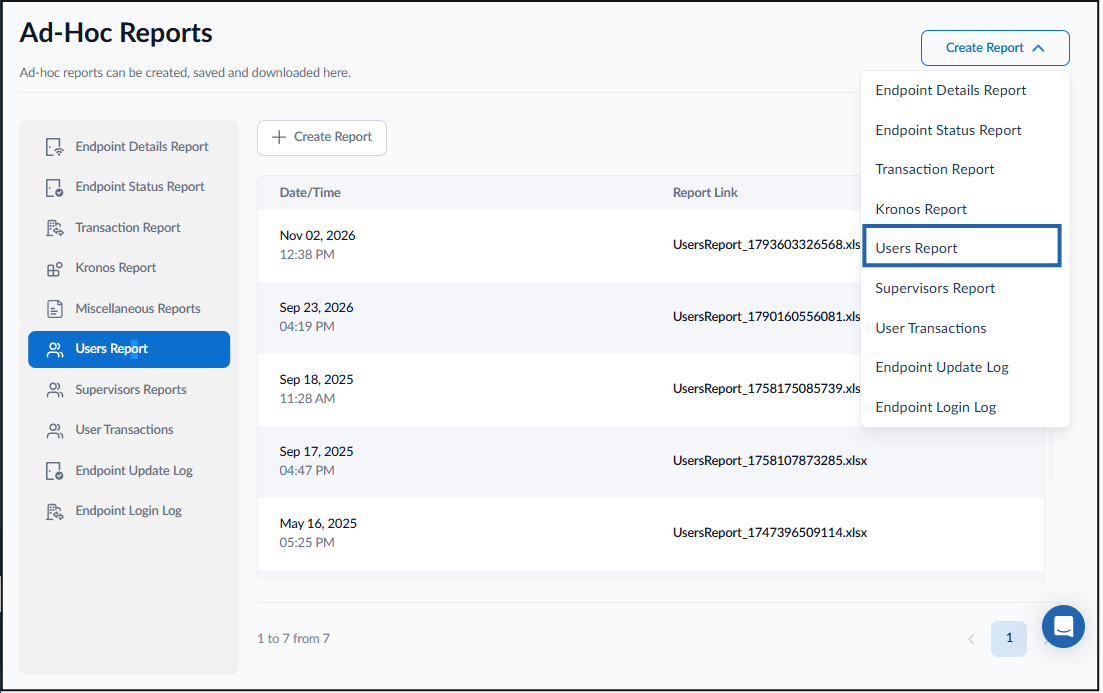 Ad-Hoc Reports
Ad-hoc reports can be created, saved and downloaded here.
Create Report
Endpoint Details Report
Endpoint Status Report
Transaction Report
Kronos Report
Users Report
Supervisors Report
User Transactions
Endpoint Update Log
Endpoint Login Log
Endpoint Details Report
Endpoint Status Report
Transaction Report
Kronos Report
Miscellaneous Reports
Users Report
Supervisors Reports
User Transactions
Endpoint Update Log
Endpoint Login Log
Create Report
Date/Time Report Link
Nov 02, 2026
12:38 PM
UsersReport_1793603326568.xls
Sep 23, 2026
04:19 PM
UsersReport_1790160556081.xls
Sep 18, 2025
11:28 AM
UsersReport_1758175085739.xls
Sep 17, 2025
04:47 PM
UsersReport_1758107873285.xlsx
May 16, 2025
05:25 PM
UsersReport_1747396509114.xlsx
1 to 7 from 7
1